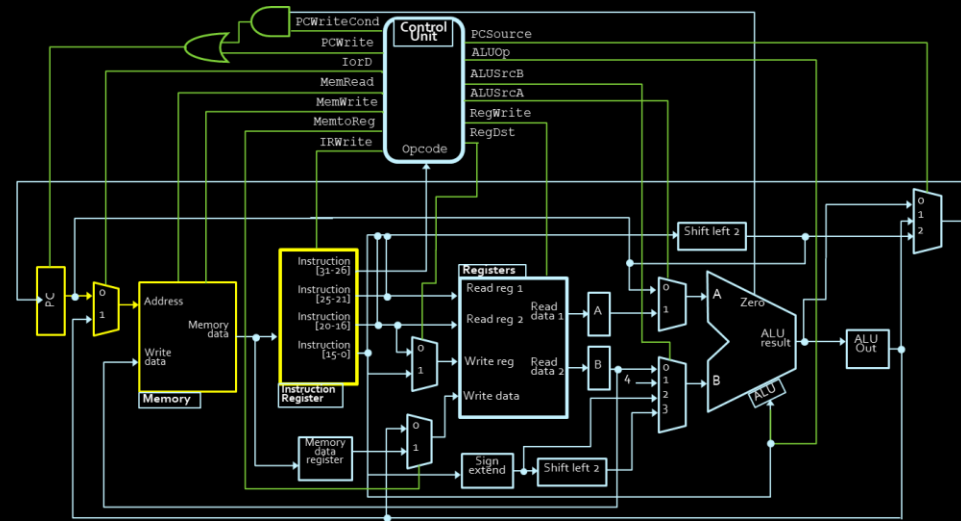 PCWriteCond
PCWrite
IorD
MemRead
MemWrite
MemtoReg
IRWrite
Control
Unit
Opcode
PCSource
ALUOp
ALUSrcB
ALUSrcA
RegWrite
RegDst
0
1
2
Shift left 2
PC
0
1
Address
Memory
data
Write
data
Memory
Instruction
[31-26]
Instruction
[25-21]
Instruction
[20-16]
Instruction
[15-0]
Instruction
Register
Registers
Read reg 1
Read reg 2
Write reg
Write data
Read
data 1
Read
data 2
0
1
0
1
Memory
data
register
A
B
4
0
1
0
1
2
3
Sign
extend
Shift left 2
A
B
Zero
ALU
result
ALU
ALU
Out